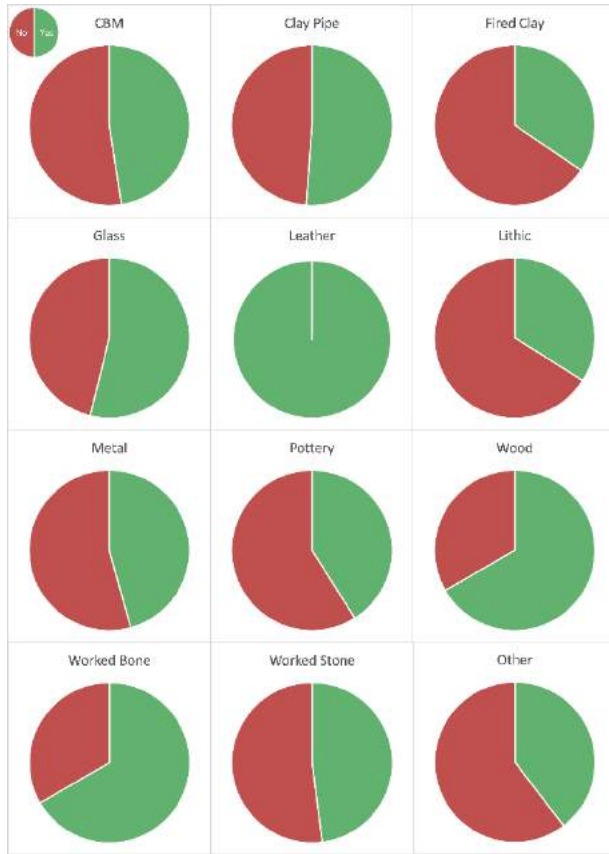 No Yes
CBM Clay Pipe Fired Clay
Glass Leather Lithic
Metal Pottery Wood
Worked Bone Worked Stone Other